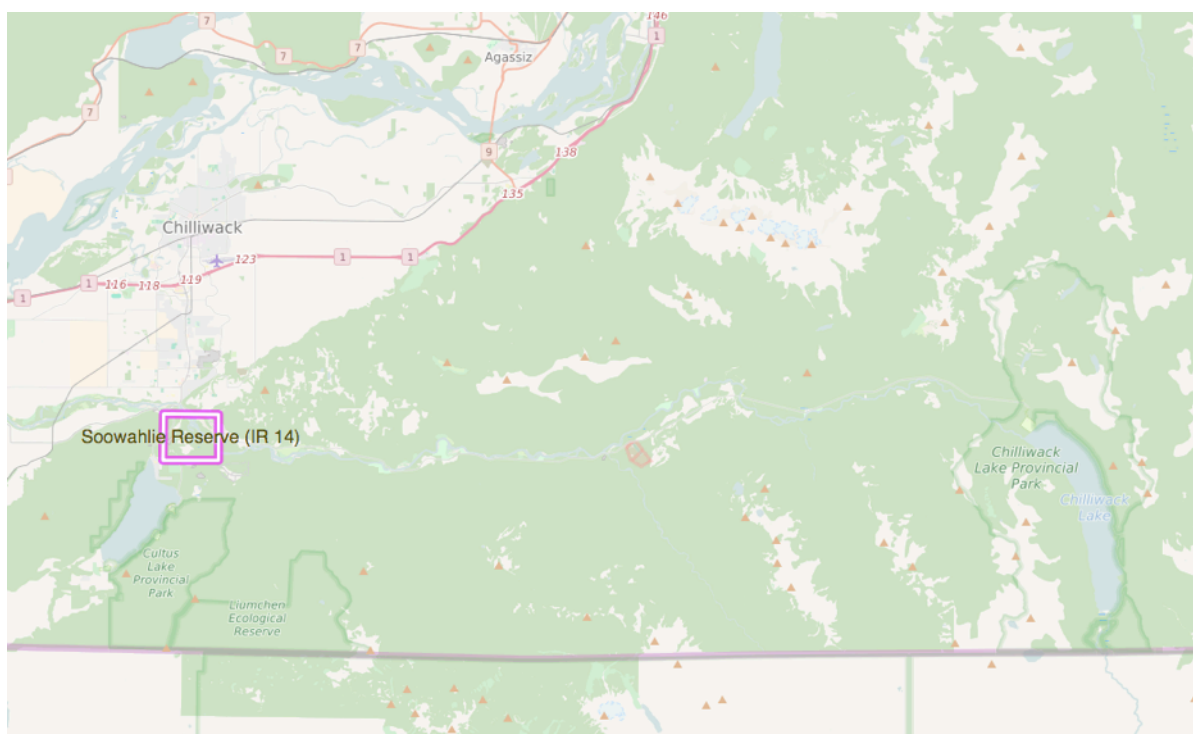 146
7
1
7
7
Agassiz
7
9
138
135
Chilliwack
123
1
1
1
116
118
119
1
Soowahlie Reserve (IR 14)
Chilliwack
Lake Provincial
Park
Chilliwack
Lake
Cultus
Lake
Provincial
Park
Liumchen
Ecological
Reserve